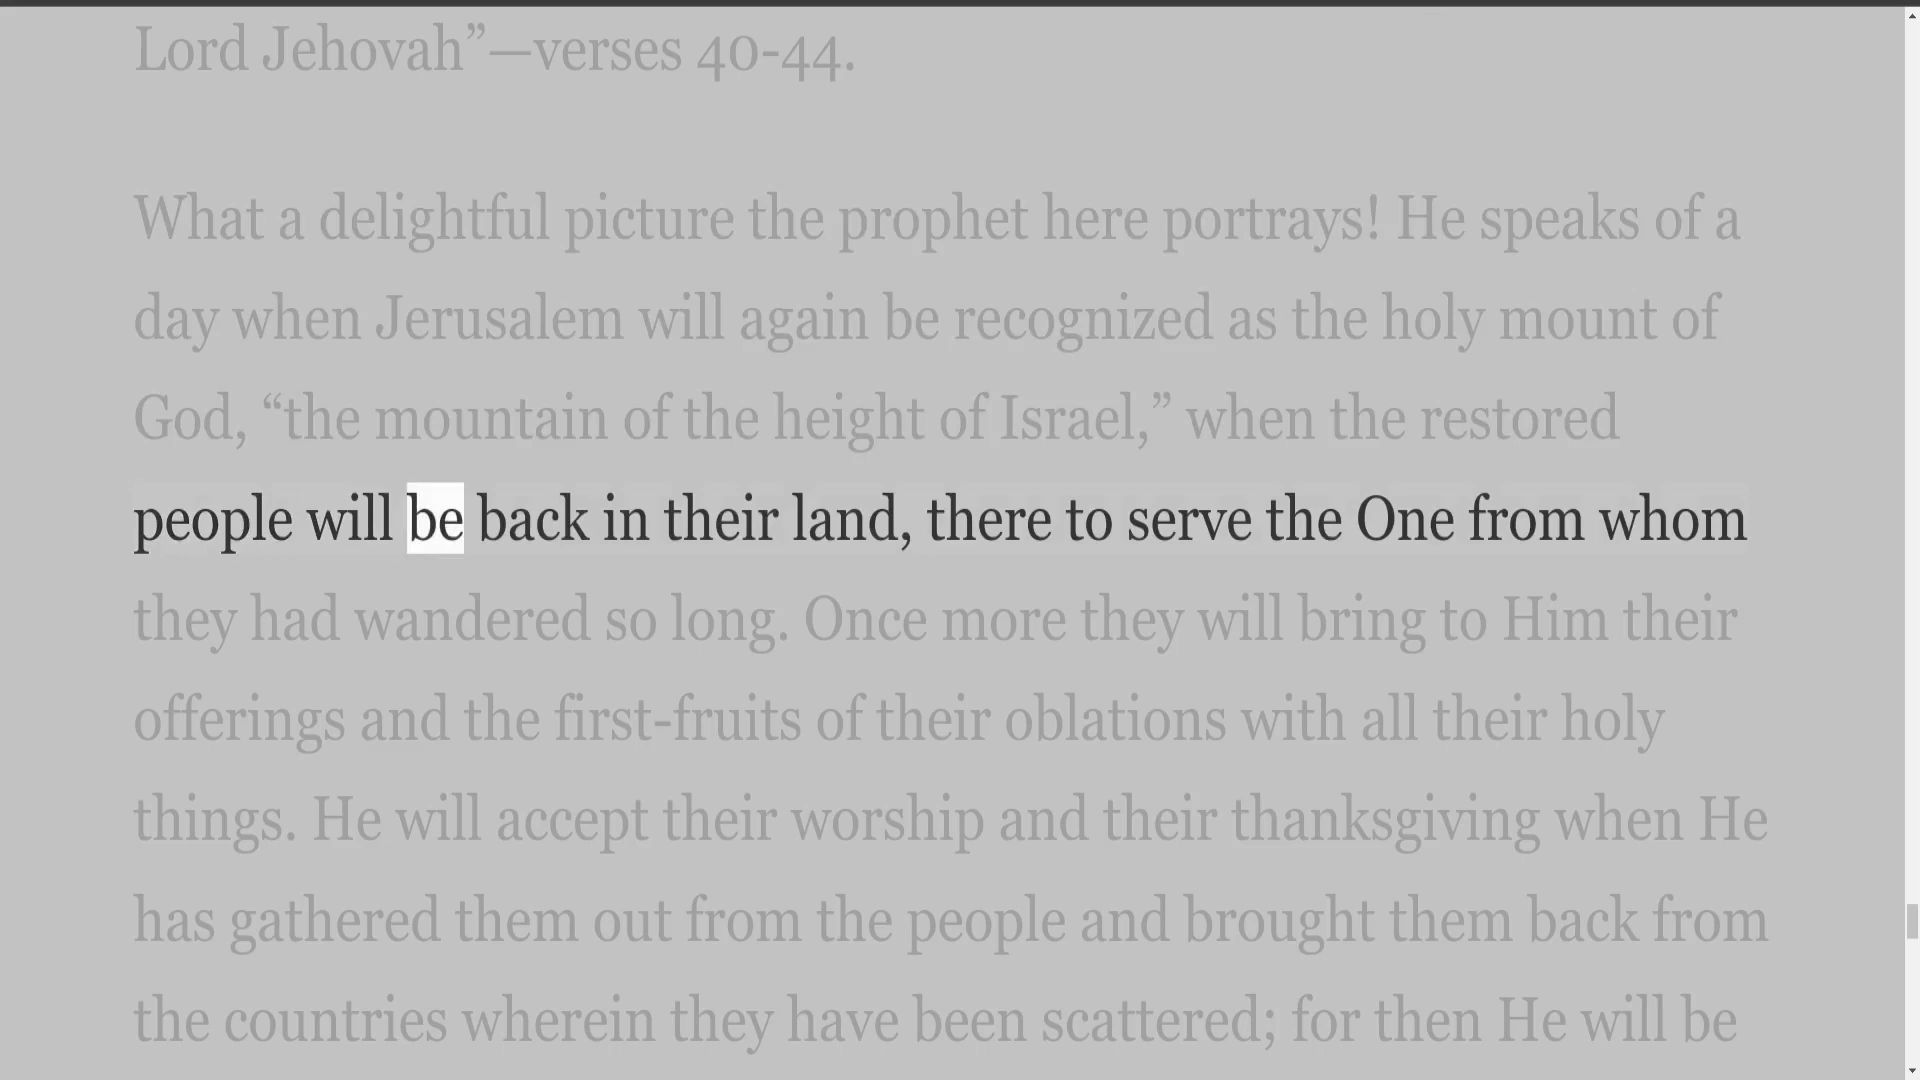 Lord Jehovah”—verses 40-44.
What a delightful picture the prophet here portrays! He speaks of a
day when Jerusalem will again be recognized as the holy mount of
God, “the mountain of the height of Israel,” when the restored
people will be back in their land, there to serve the One from whom
they had wandered so long. Once more they will bring to Him their
offerings and the first-fruits of their oblations with all their holy
things. He will accept their worship and their thanksgiving when He
has gathered them out from the people and brought them back from
the countries wherein they have been scattered; for then He will be